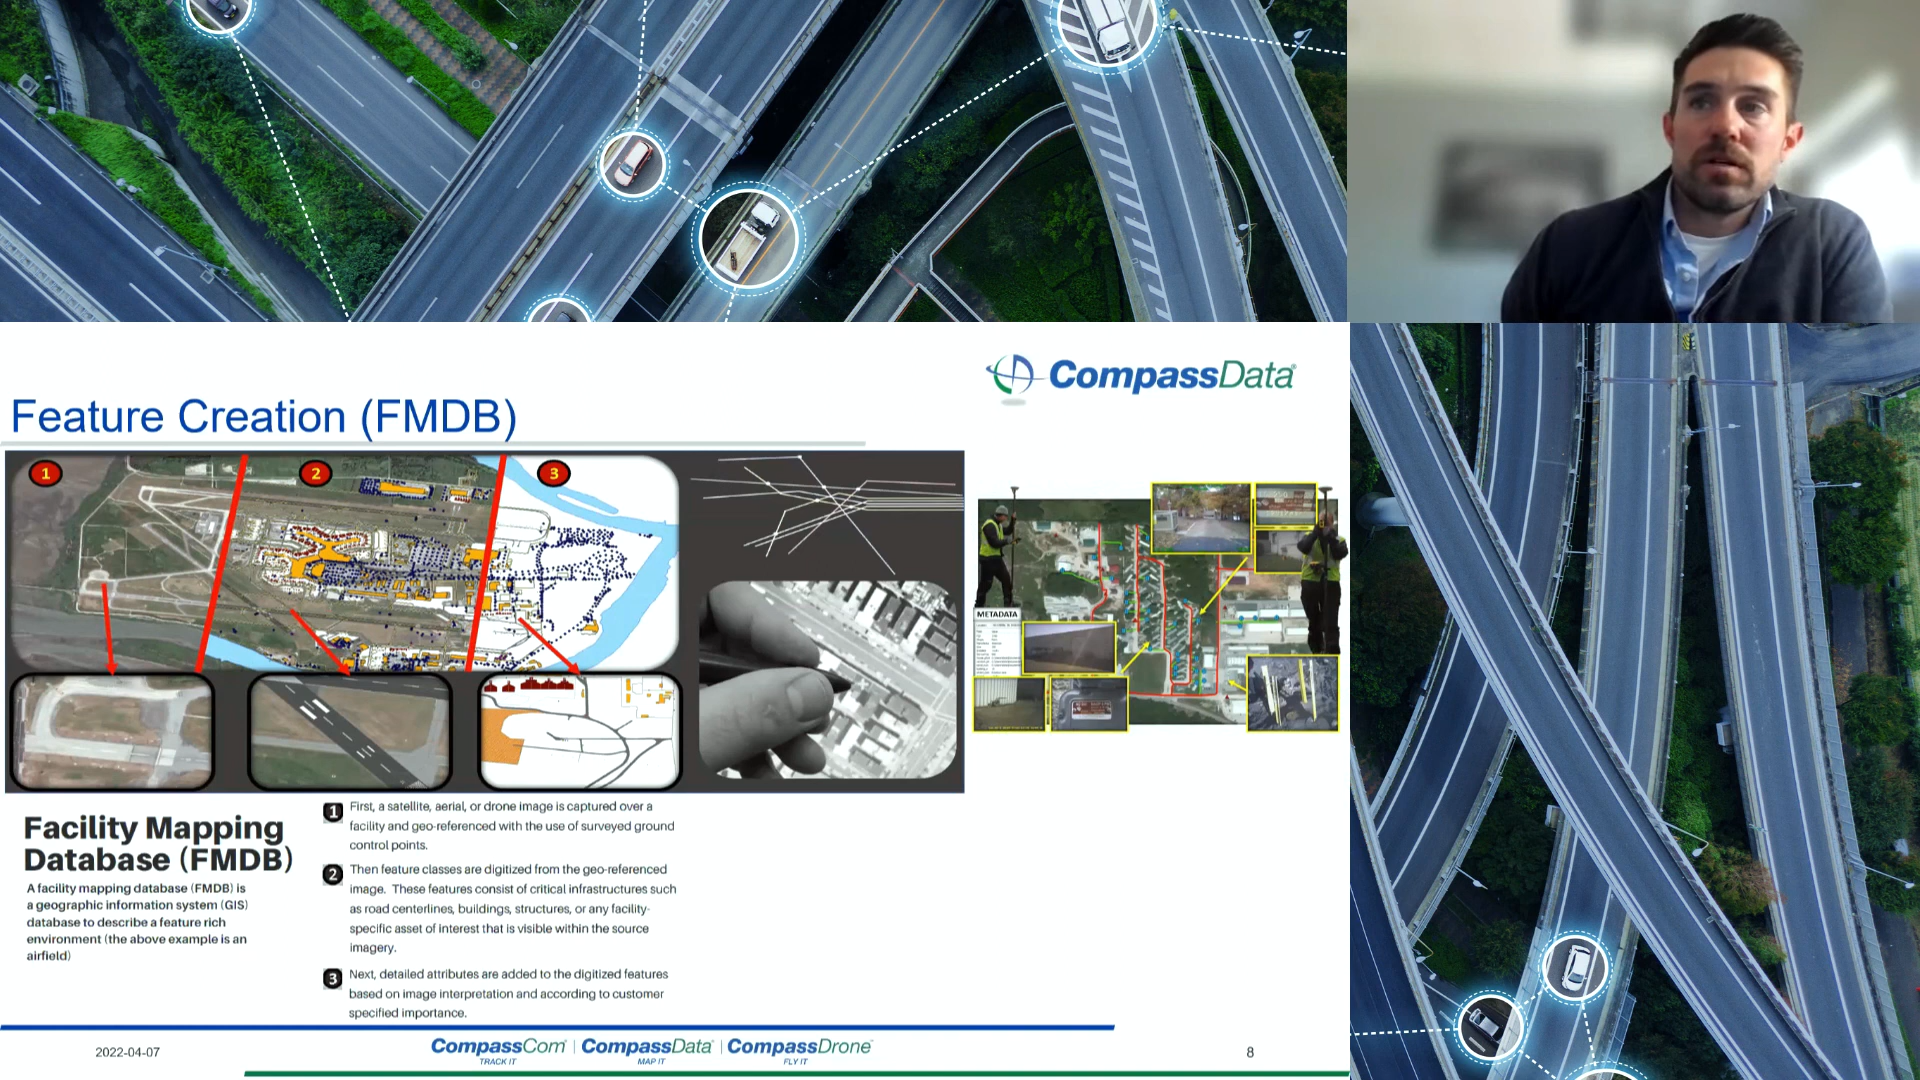 CompassData
Feature Creation (FMDB)
1
2
3
METADATA
Facility Mapping
Database (FMDB)
A facility mapping database (FMDB) is
a geographic information system (GIS)
database to describe a feature rich
environment (the above example is an
airfield)
1 First, a satellite, aerial, or drone image is captured over a
facility and geo-referenced with the use of surveyed ground
control points.
2 Then feature classes are digitized from the geo-referenced
image. These features consist of critical infrastructures such
as road centerlines, buildings, structures, or any facility-
specific asset of interest that is visible within the source
imagery.
3 Next, detailed attributes are added to the digitized features
based on image interpretation and according to customer
specified importance.
2022-04-07
CompassCom | CompassData | CompassDrone
TRACK IT MAP IT FLY IT
8